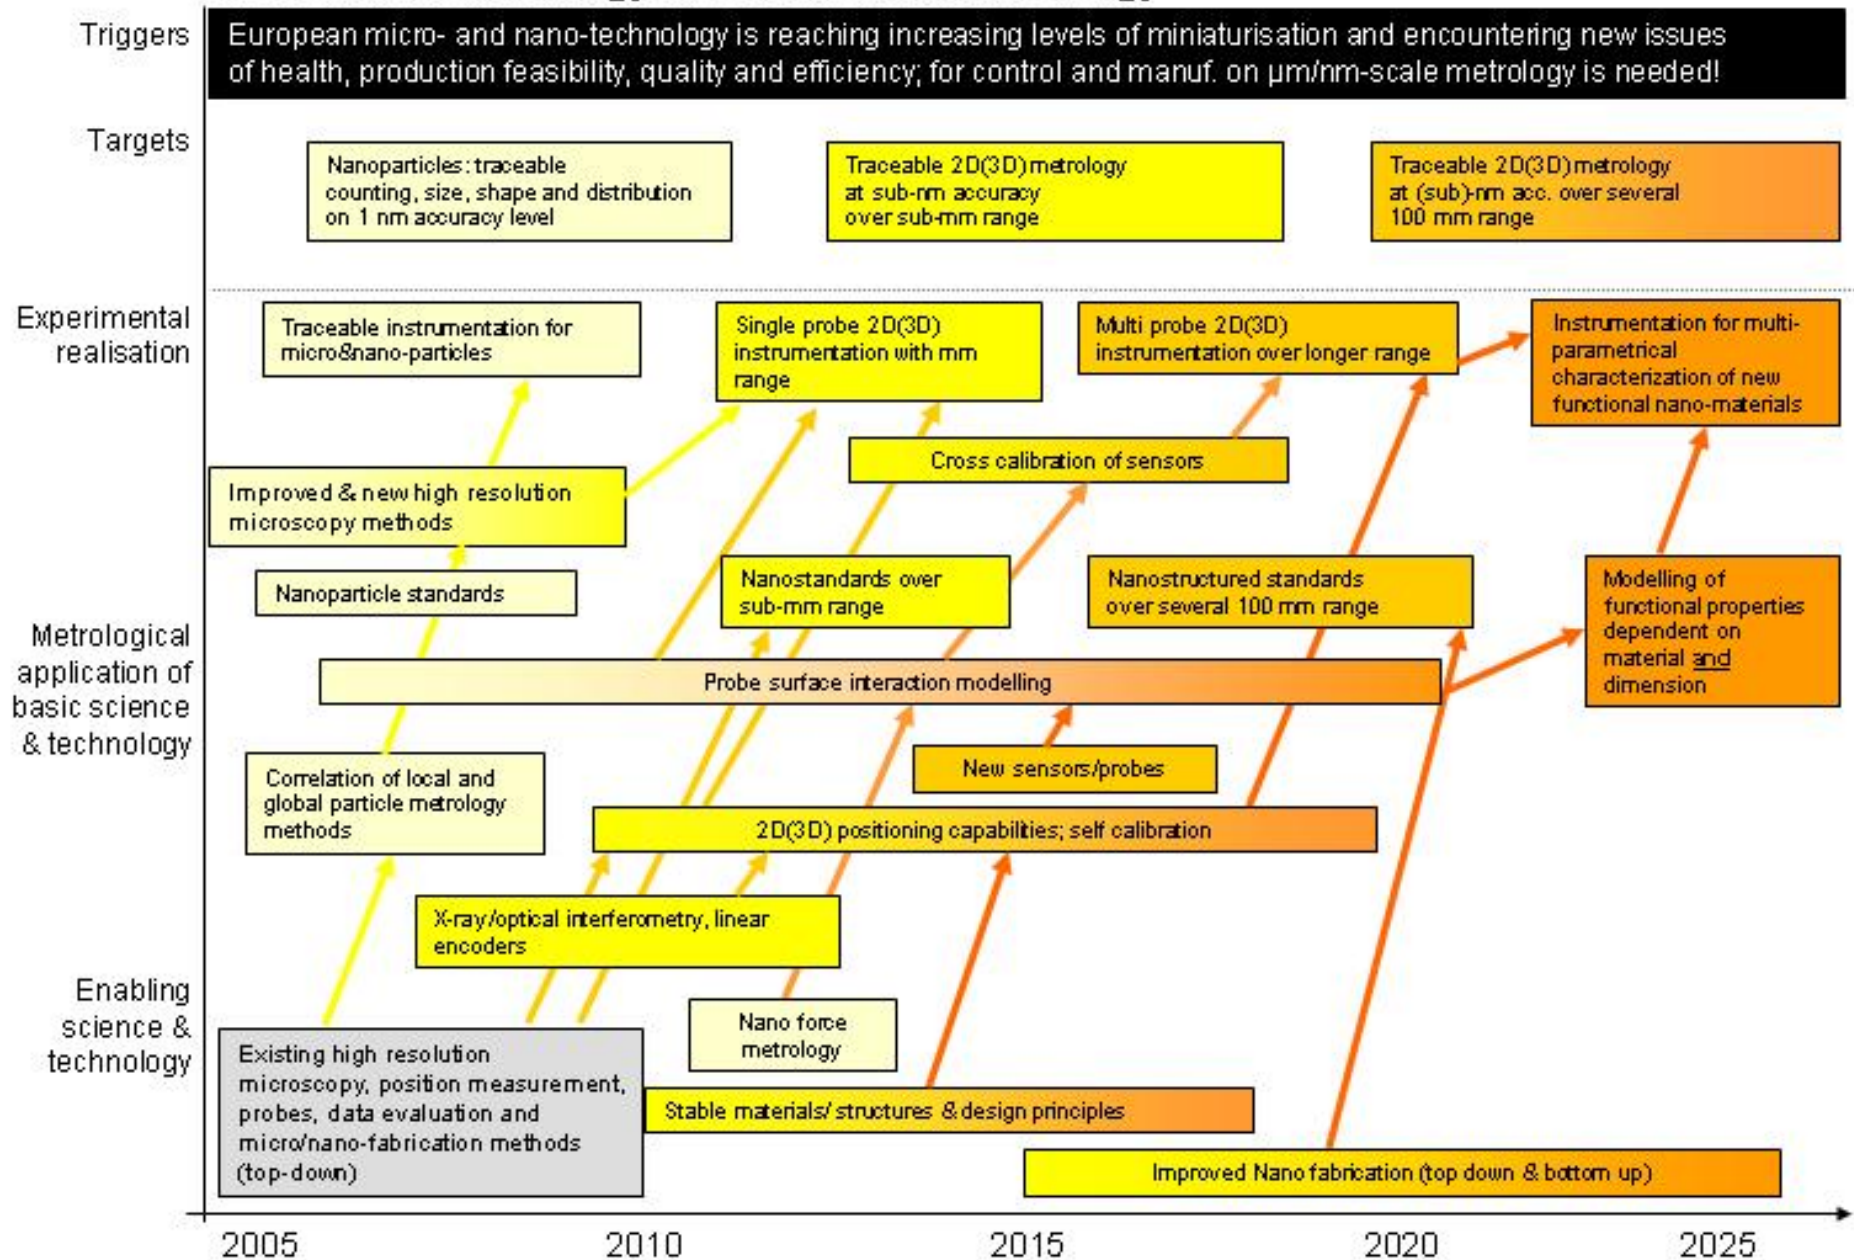 Triggers
European micro- and nano-technology is reaching increasing levels of miniaturisation and encountering new issues
of health, production feasibility, quality and efficiency; for control and manuf. on µm/nm-scale metrology is needed!
Targets
Nanoparticles: traceable
counting, size, shape and distribution
on 1 nm accuracy level
Traceable 2D(3D) metrology
at sub-nm accuracy
over sub-mm range
Traceable 2D(3D) metrology
at (sub)-nm acc. over several
100 mm range
Experimental
realisation
Traceable instrumentation for
micro&nano-particles
Single probe 2D(3D)
instrumentation with mm
range
Multi probe 2D(3D)
instrumentation over longer range
Instrumentation for multi-
parametrical
characterization of new
functional nano-materials
Cross calibration of sensors
Improved & new high resolution
microscopy methods
Nanoparticle standards
Nanostandards over
sub-mm range
Nanostructured standards
over several 100 mm range
Modelling of
functional properties
dependent on
material and
dimension
Metrological
application of
basic science
& technology
Probe surface interaction modelling
New sensors/probes
Correlation of local and
global particle metrology
methods
2D(3D) positioning capabilities; self calibration
X-ray/optical interferometry, linear
encoders
Enabling
science &
technology
Nano force
metrology
Existing high resolution
microscopy, position measurement,
probes, data evaluation and
micro/nano-fabrication methods
(top-down)
Stable materials/ structures & design principles
Improved Nano fabrication (top down & bottom up)
2005
2010
2015
2020
2025